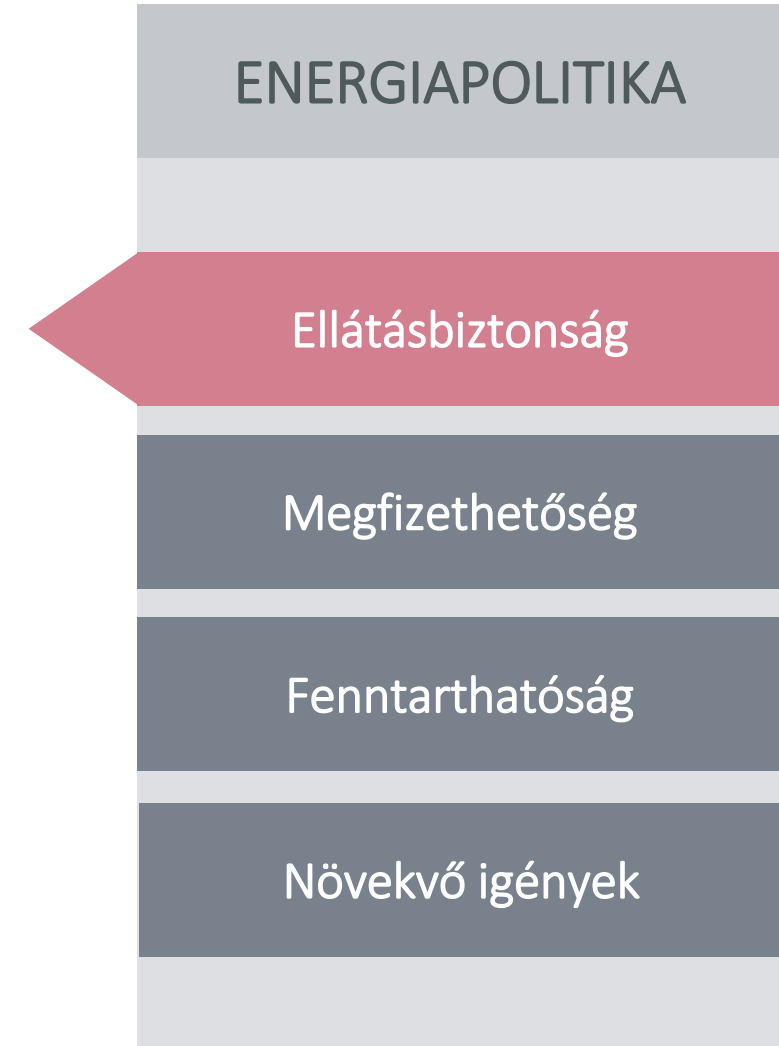 ENERGIAPOLITIKA
Ellátásbiztonság
Megfizethetőség
Fenntarthatóság
Növekvő igények